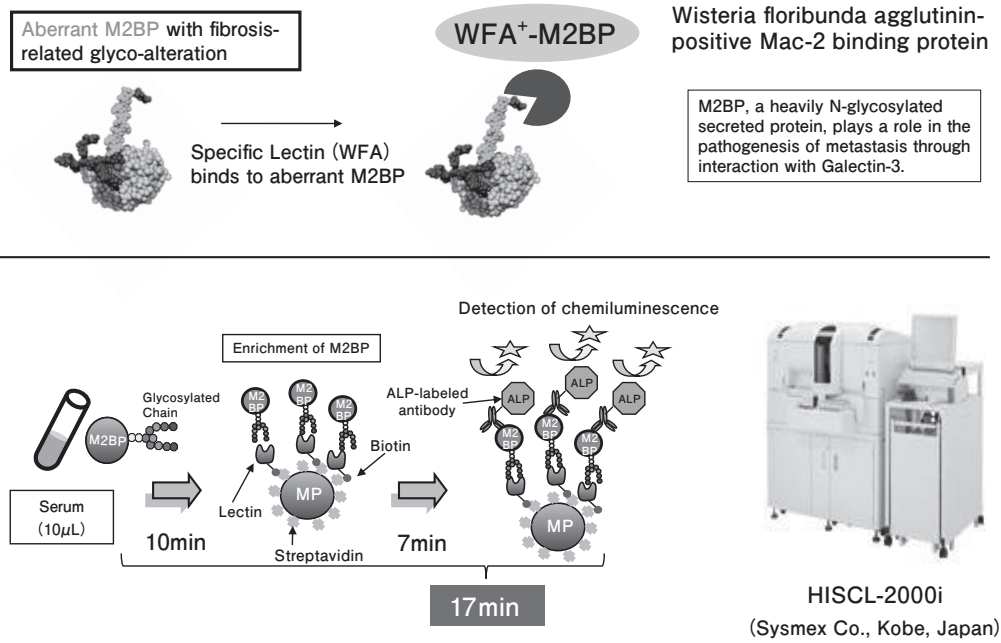 Aberrant M2BP with fibrosis-
related glyco-alteration
WFA⁺-M2BP
Wisteria floribunda agglutinin-
positive Mac-2 binding protein
Specific Lectin (WFA)
binds to aberrant M2BP
M2BP, a heavily N-glycosylated
secreted protein, plays a role in the
pathogenesis of metastasis through
interaction with Galectin-3.
Detection of chemiluminescence
Enrichment of M2BP
ALP-labeled
antibody
ALP
ALP
ALP
Glycosylated
Chain
M2BP
M2
BP
M2
BP
M2
BP
M2
BP
M2
BP
M2
BP
Biotin
Lectin
MP
MP
Streptavidin
Serum
(10μL)
10min
7min
17min
HISCL-2000i
(Sysmex Co., Kobe, Japan)